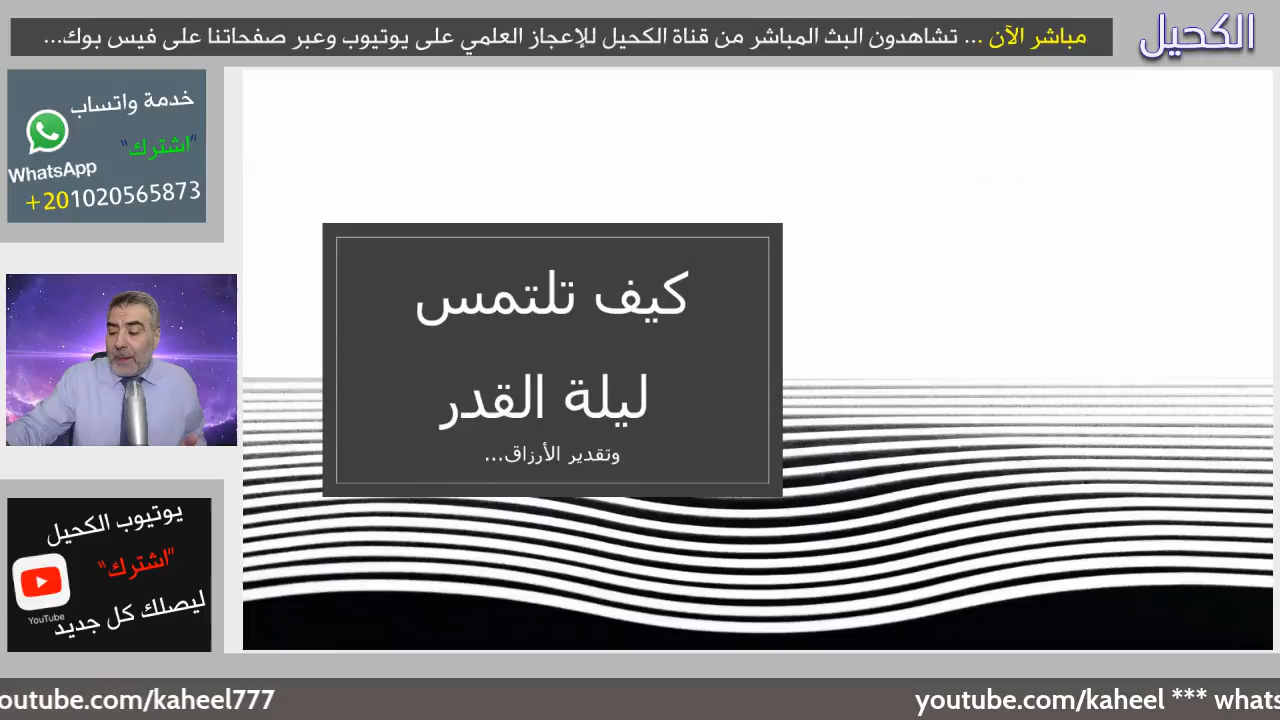 الكحيل
مباشر الآن ... تشاهدون البث المباشر من قناة الكحيل للإعجاز العلمي على يوتيوب وعبر صفحاتنا على فيس بوك...
خدمة واتساب
"اشترك"
WhatsApp
+201020565873
كيف تلتمس
ليلة القدر
وتقدير الأرزاق...
يوتيوب الكحيل
"اشترك"
YouTube
ليصلك كل جديد
outube.com/kaheel777
youtube.com/kaheel *** whats